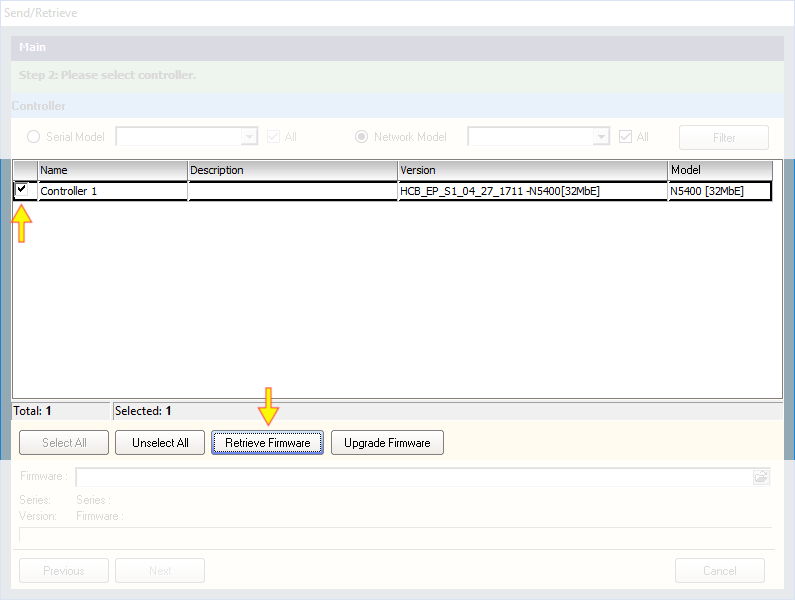 Send/Retrieve
Main
Step 2: Please select controller.
Controller
Serial Model All Network Model All Filter
Name Description Version Model
Controller 1 HCB_EP_S1_04_27_1711 -N5400[32MbE] N5400 [32MbE]
Total: 1 Selected: 1
Select All Unselect All Retrieve Firmware Upgrade Firmware
Firmware :
Series: Series :
Version: Firmware :
Previous Next Cancel